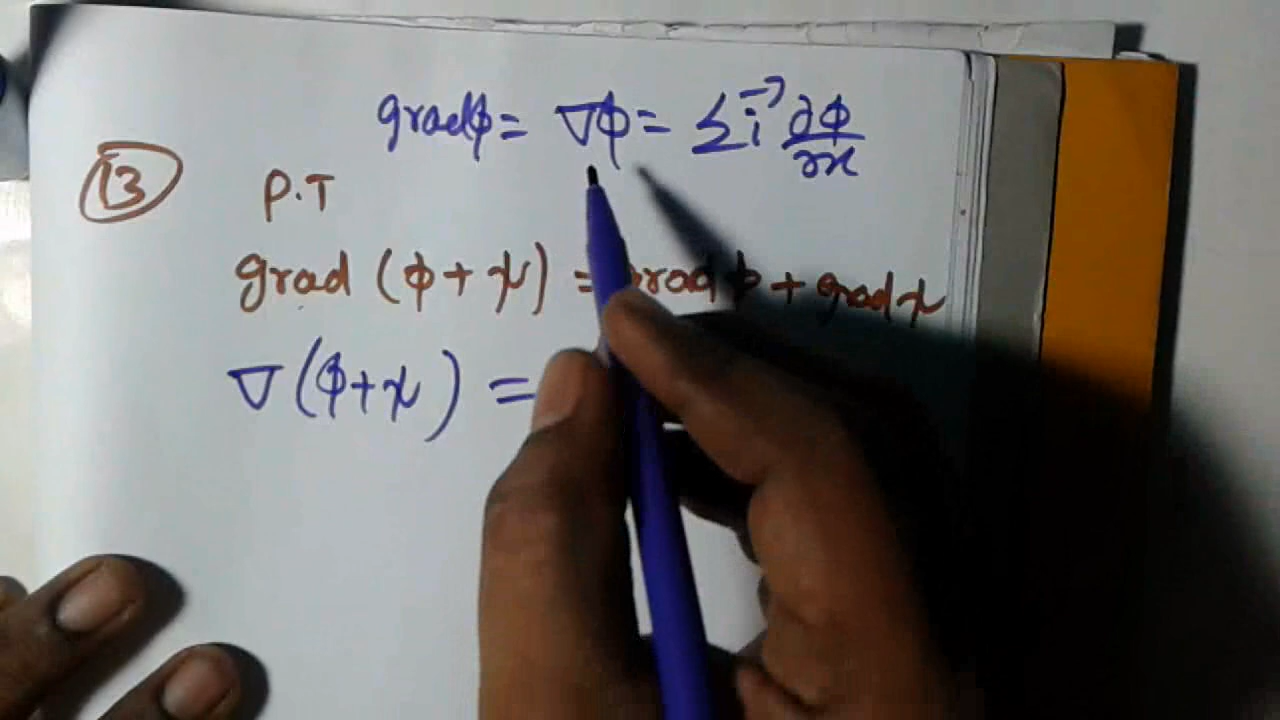 gradϕ = ∇ϕ = Σ i⃗ ∂ϕ/∂x
13 P.T
grad (ϕ + ψ) = grad ϕ + grad ψ
∇(ϕ+ψ) =